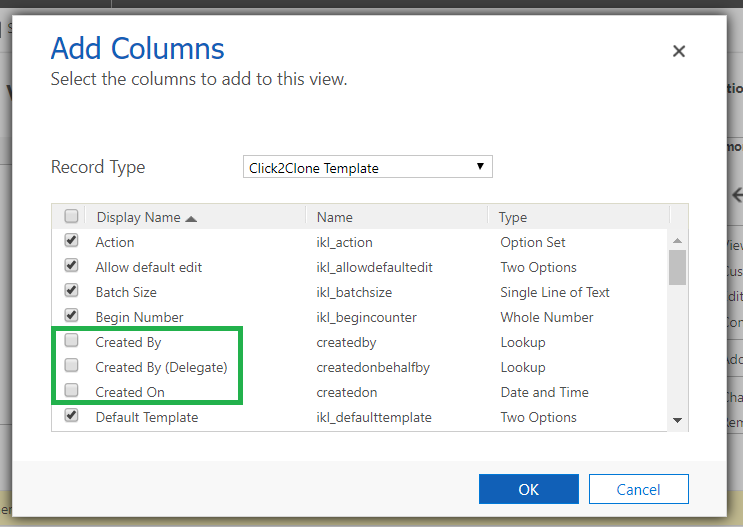 Add Columns
Select the columns to add to this view.
Record Type
Click2Clone Template
Display Name Name Type
Action ikl_action Option Set
Allow default edit ikl_allowdefaultedit Two Options
Batch Size ikl_batchsize Single Line of Text
Begin Number ikl_begincounter Whole Number
Created By createdby Lookup
Created By (Delegate) createdonbehalfby Lookup
Created On createdon Date and Time
Default Template ikl_defaulttemplate Two Options
OK Cancel